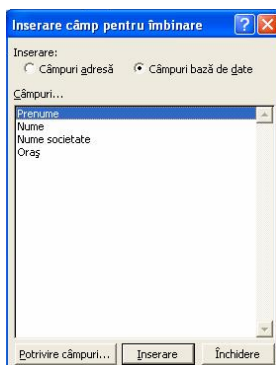 Inserare câmp pentru îmbinare
Inserare:
Câmpuri adresă Câmpuri bază de date
Câmpuri...
Prenume
Nume
Nume societate
Oraş
Potrivire câmpuri... Inserare Închidere